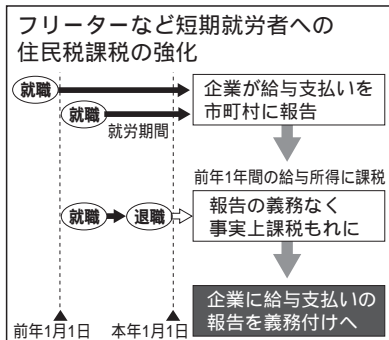 フリーターなど短期就労者への
住民税課税の強化
就職
企業が給与支払いを
市町村に報告
就職
就労期間
前年1年間の給与所得に課税
就職
退職
報告の義務なく
事実上課税もれに
企業に給与支払いの
報告を義務付けへ
前年1月1日
本年1月1日